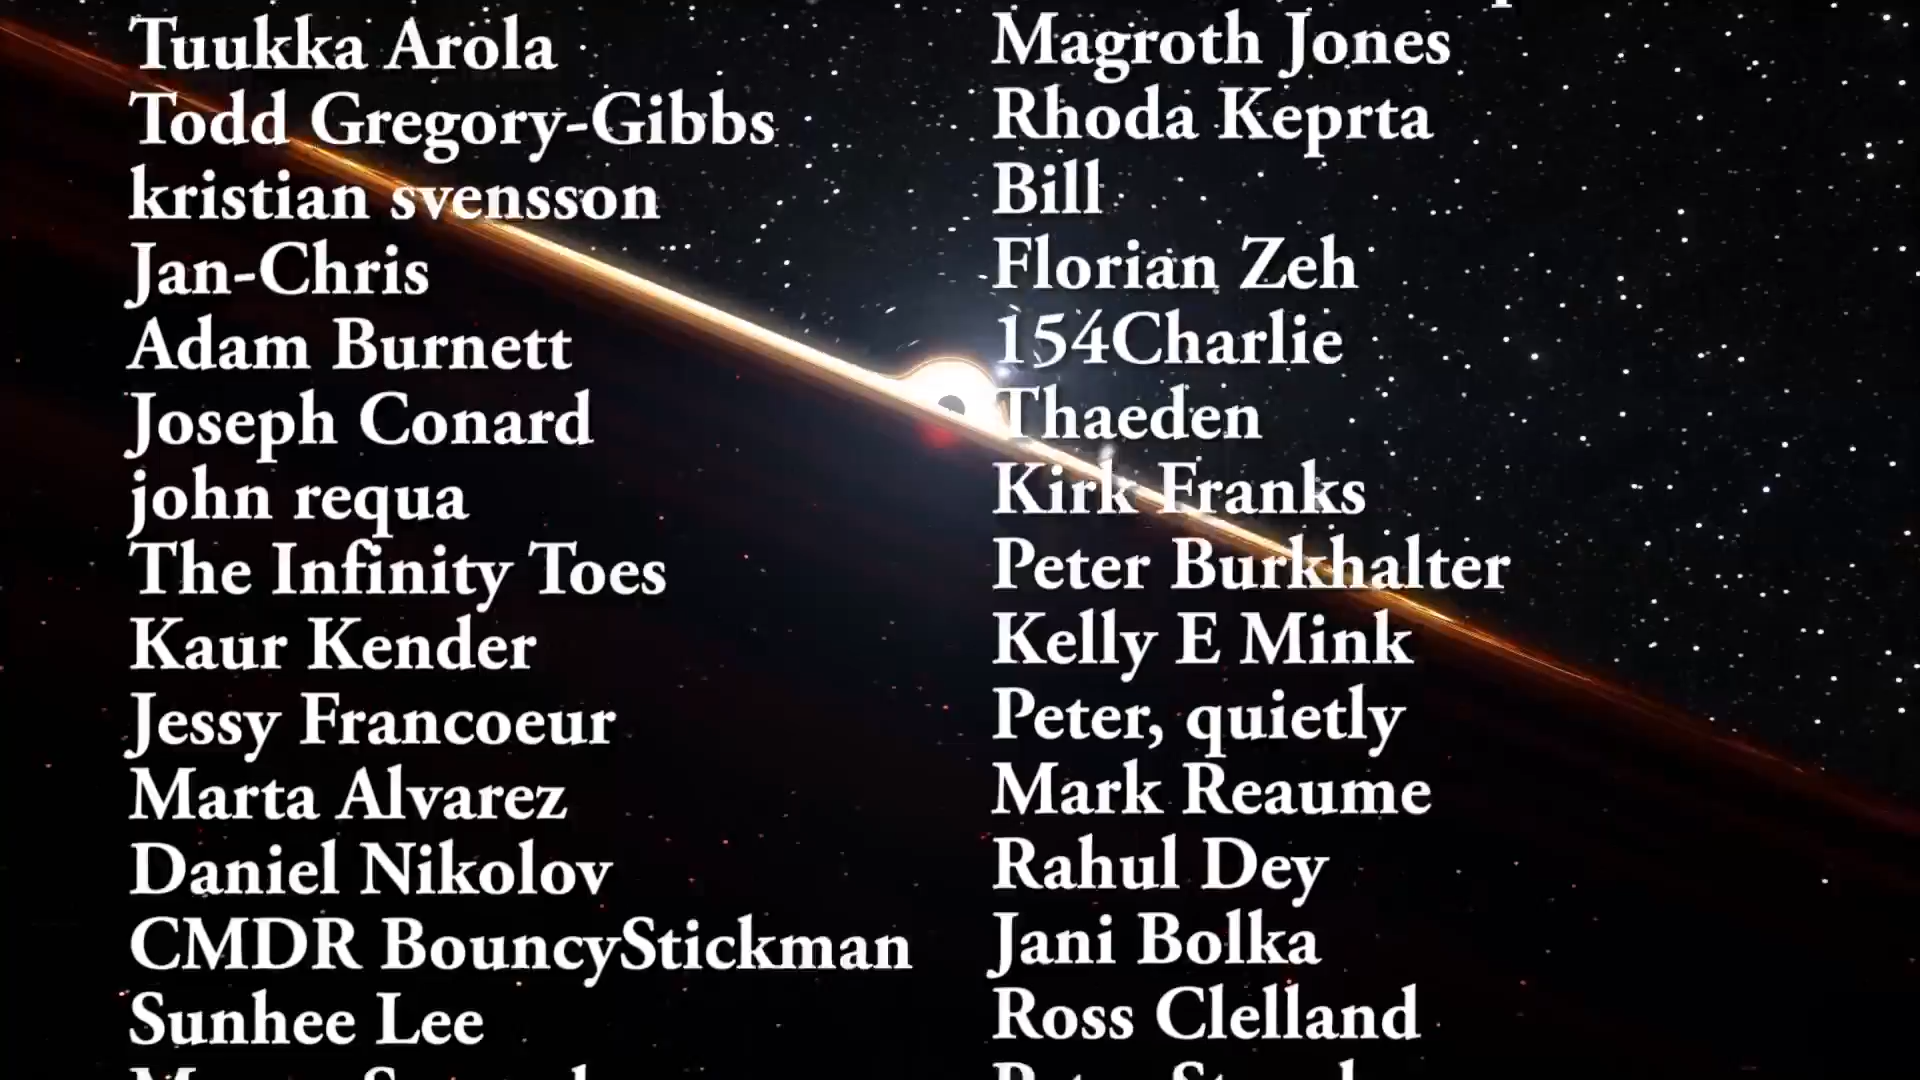 Tuukka Arola
Todd Gregory-Gibbs
kristian svensson
Jan-Chris
Adam Burnett
Joseph Conard
john requa
The Infinity Toes
Kaur Kender
Jessy Francoeur
Marta Alvarez
Daniel Nikolov
CMDR BouncyStickman
Sunhee Lee
Magroth Jones
Rhoda Keprta
Bill
Florian Zeh
154Charlie
Thaeden
Kirk Franks
Peter Burkhalter
Kelly E Mink
Peter, quietly
Mark Reaume
Rahul Dey
Jani Bolka
Ross Clelland